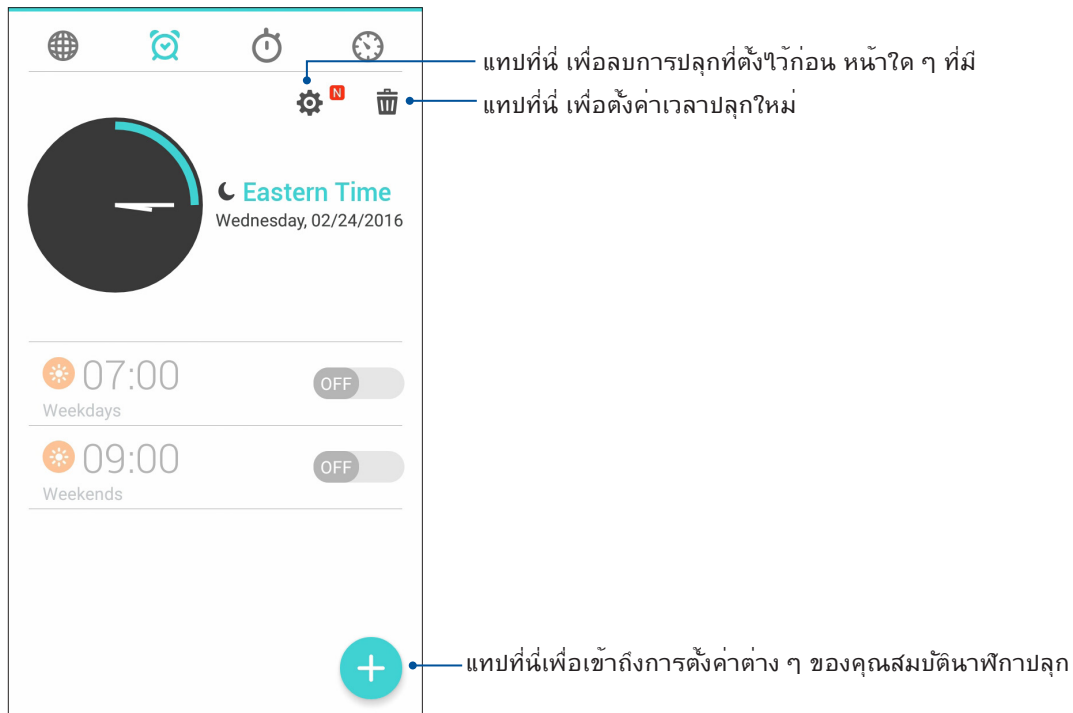 แทปที่นี่ เพื่อลบการปลุกที่ตั้งไว้ก่อน หน้าใด ๆ ที่มี
N
แทปที่นี่ เพื่อตั้งค่าเวลาปลุกใหม่
Eastern Time
Wednesday, 02/24/2016
07:00
OFF
Weekdays
09:00
OFF
Weekends
แทปที่นี่เพื่อเข้าถึงการตั้งค่าต่าง ๆ ของคุณสมบัตินาฬิกาปลุก